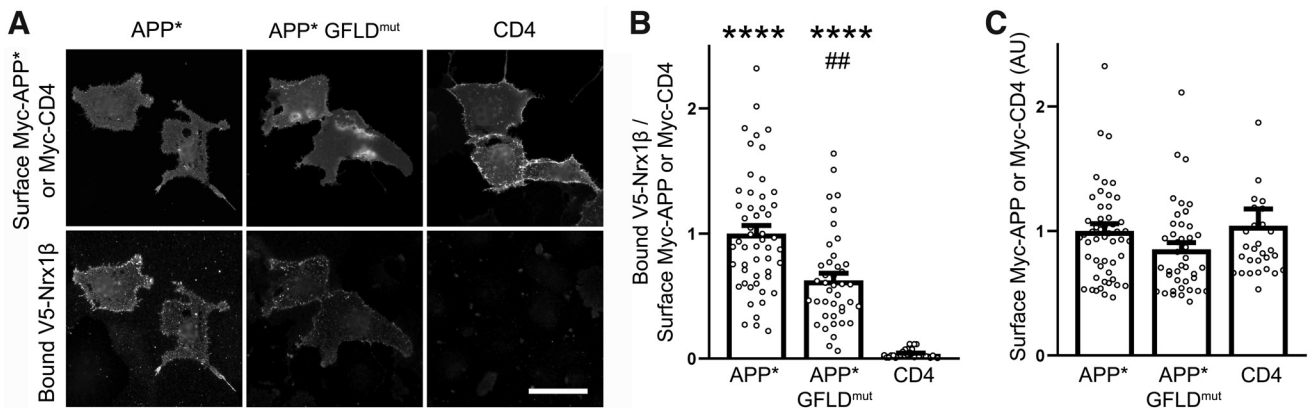 A
APP*
APP* GFLDmut
CD4
Surface Myc-APP*
or Myc-CD4
Bound V5-Nrx1β
B
Bound V5-Nrx1β /
Surface Myc-APP or Myc-CD4
****
****
##
2
1
0
APP*
APP*
GFLDmut
CD4
C
Surface Myc-APP or Myc-CD4 (AU)
2
1
0
APP*
APP*
GFLDmut
CD4